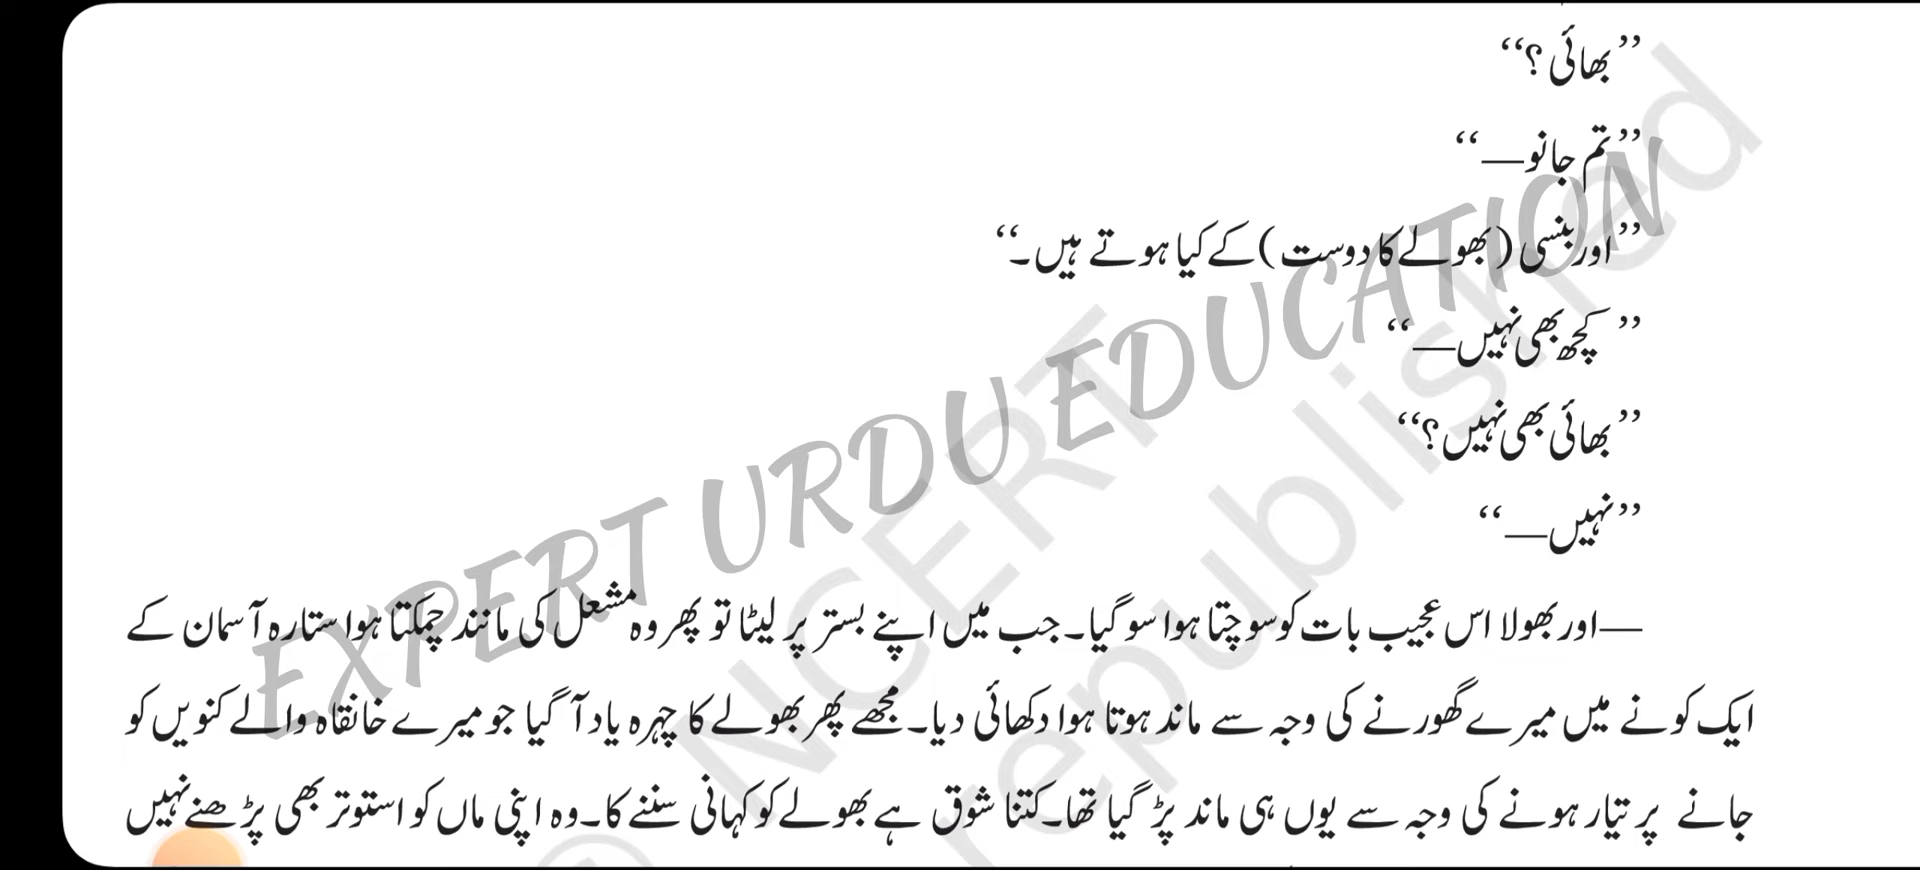 ’’بھائی؟‘‘
’’تم جانو—‘‘
’’اور بنسی (بھولے کا دوست) کے کیا ہوتے ہیں۔‘‘
’’کچھ بھی نہیں—‘‘
’’بھائی بھی نہیں؟‘‘
’’نہیں—‘‘
—اور بھولا اس عجیب بات کو سوچتا ہوا سو گیا۔ جب میں اپنے بستر پر لیٹا تو پھر وہ مشعل کی مانند چمکتا ہوا ستارہ آسمان کے
ایک کونے میں میرے گھورنے کی وجہ سے ماند ہوتا ہوا دکھائی دیا۔ مجھے پھر بھولے کا چہرہ یاد آ گیا جو میرے خانقاہ والے کنویں کو
جانے پر تیار ہونے کی وجہ سے یوں ہی ماند پڑ گیا تھا۔ کتنا شوق ہے بھولے کو کہانی سننے کا۔ وہ اپنی ماں کو استوتر بھی پڑھنے نہیں
EXPERT URDU EDUCATION
© NCERT
republished